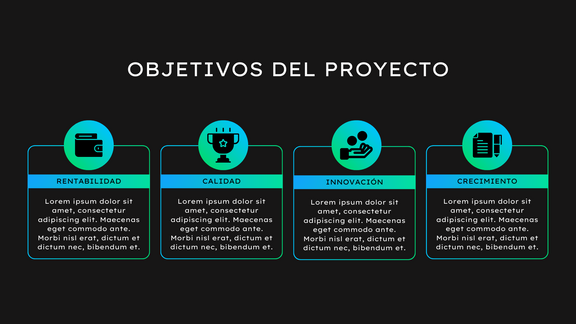 OBJETIVOS DEL PROYECTO
RENTABILIDAD
Lorem ipsum dolor sit
amet, consectetur
adipiscing elit. Maecenas
eget commodo ante.
Morbi nisl erat, dictum et
dictum nec, bibendum et.
CALIDAD
Lorem ipsum dolor sit
amet, consectetur
adipiscing elit. Maecenas
eget commodo ante.
Morbi nisl erat, dictum et
dictum nec, bibendum et.
INNOVACIÓN
Lorem ipsum dolor sit
amet, consectetur
adipiscing elit. Maecenas
eget commodo ante.
Morbi nisl erat, dictum et
dictum nec, bibendum et.
CRECIMIENTO
Lorem ipsum dolor sit
amet, consectetur
adipiscing elit. Maecenas
eget commodo ante.
Morbi nisl erat, dictum et
dictum nec, bibendum et.